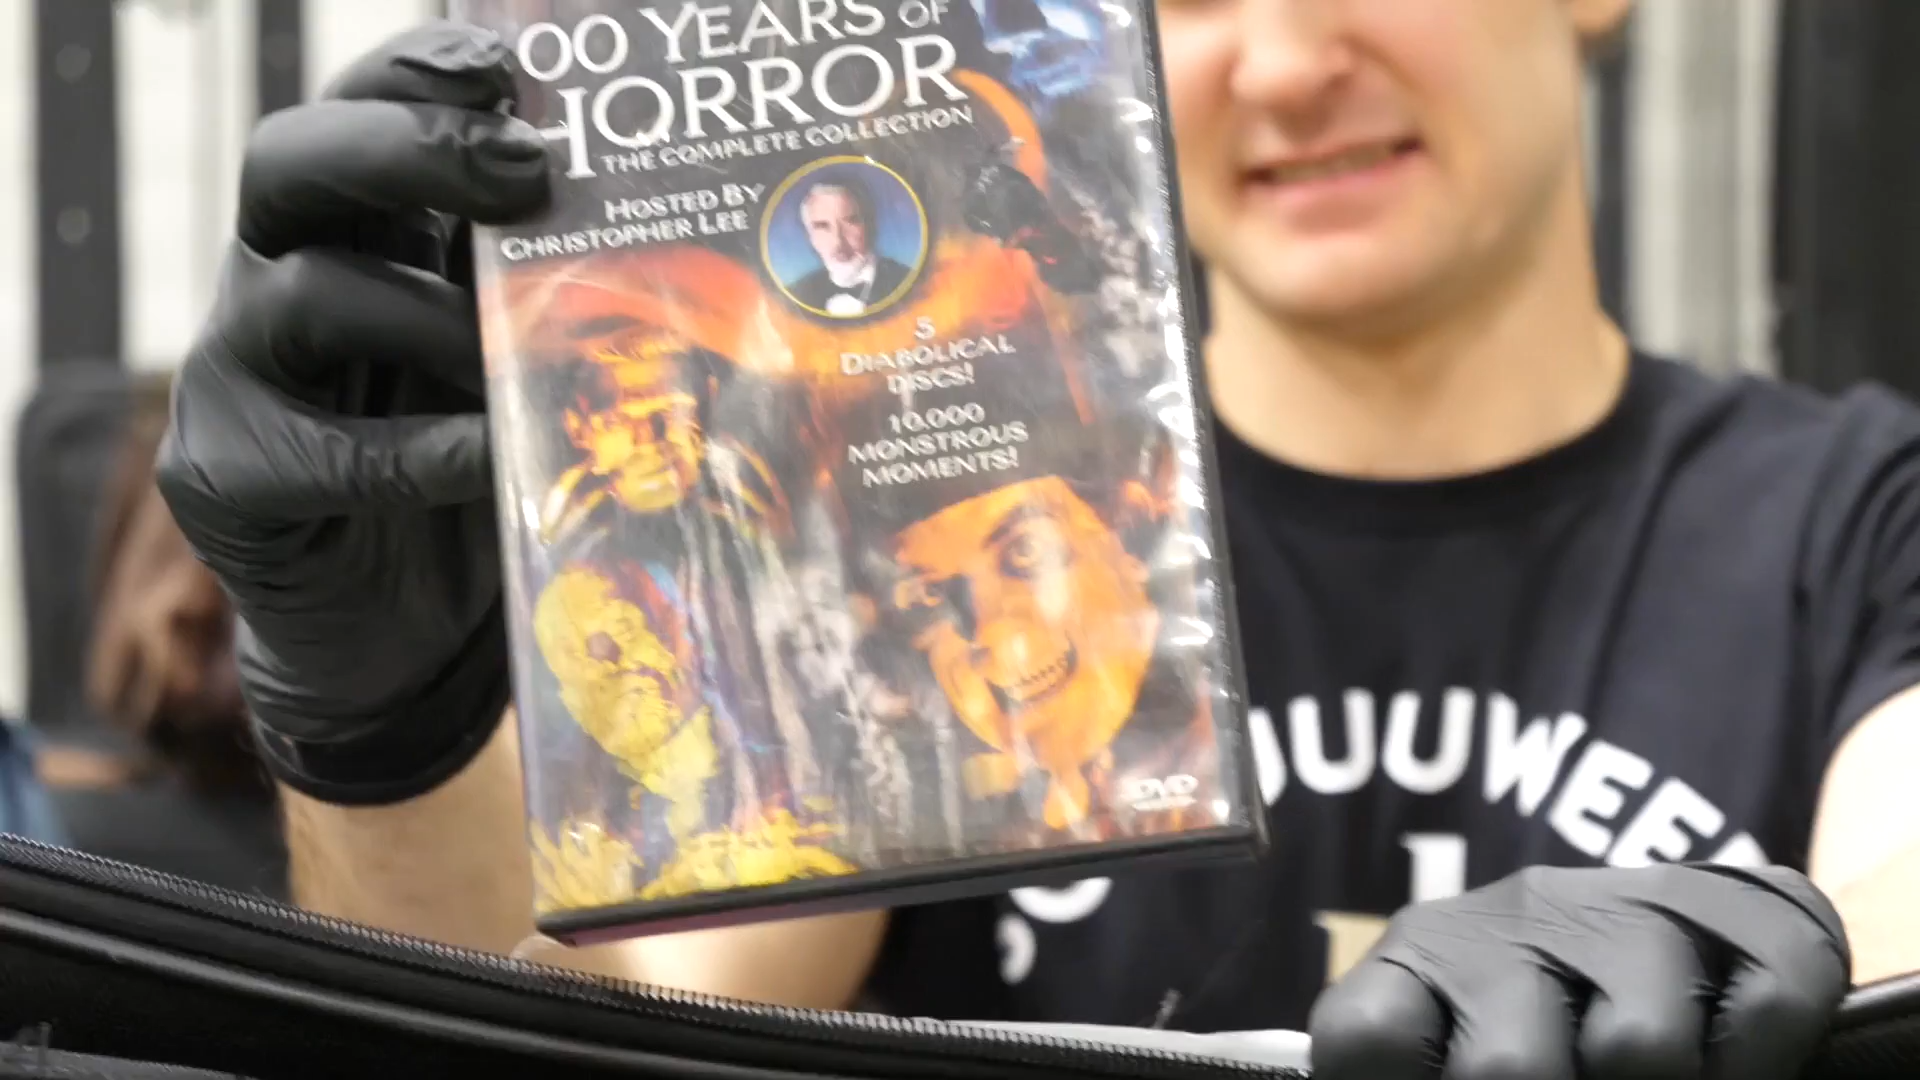 00 YEARS OF
HORROR
THE COMPLETE COLLECTION
HOSTED BY
CHRISTOPHER LEE
5
DIABOLICAL
DISCS!
10,000
MONSTROUS
MOMENTS!
DVD
UUUWEE